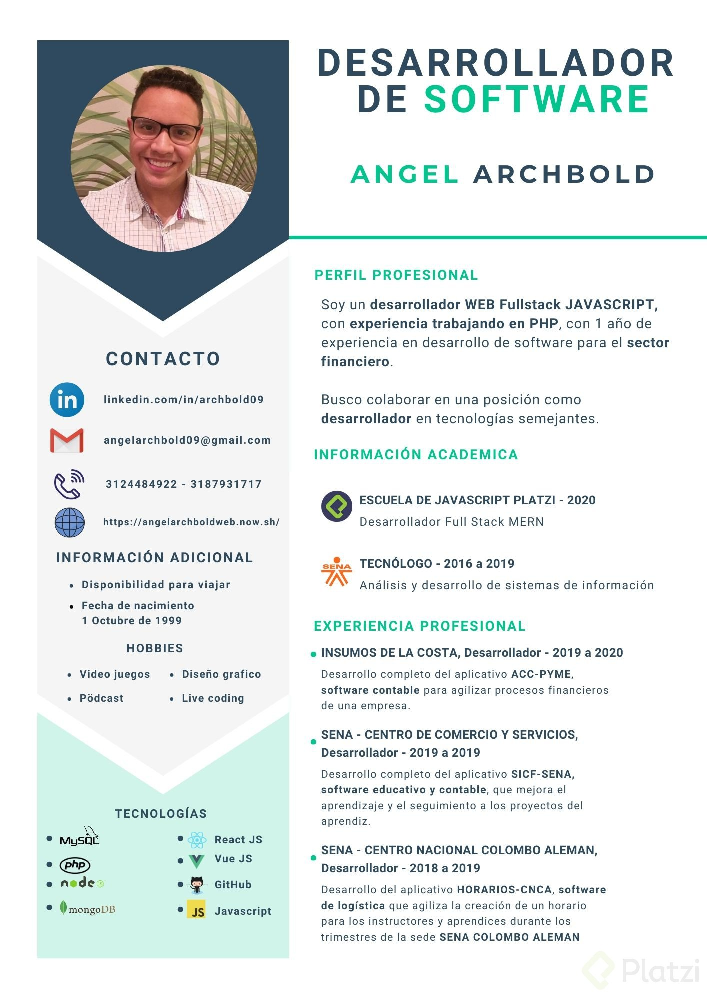 DESARROLLADOR
DE SOFTWARE
ANGEL ARCHBOLD
CONTACTO
linkedin.com/in/archbold09
angelarchbold09@gmail.com
3124484922 - 3187931717
https://angelarchboldweb.now.sh/
INFORMACIÓN ADICIONAL
• Disponibilidad para viajar
• Fecha de nacimiento
1 Octubre de 1999
HOBBIES
• Video juegos
• Diseño grafico
• Pödcast
• Live coding
TECNOLOGÍAS
• MySQL
• php
• node JS
• mongoDB
• React JS
• Vue JS
• GitHub
• JS Javascript
PERFIL PROFESIONAL
Soy un desarrollador WEB Fullstack JAVASCRIPT,
con experiencia trabajando en PHP, con 1 año de
experiencia en desarrollo de software para el sector
financiero.
Busco colaborar en una posición como
desarrollador en tecnologías semejantes.
INFORMACIÓN ACADEMICA
ESCUELA DE JAVASCRIPT PLATZI - 2020
Desarrollador Full Stack MERN
SENA
TECNÓLOGO - 2016 a 2019
Análisis y desarrollo de sistemas de información
EXPERIENCIA PROFESIONAL
• INSUMOS DE LA COSTA, Desarrollador - 2019 a 2020
Desarrollo completo del aplicativo ACC-PYME,
software contable para agilizar procesos financieros
de una empresa.
• SENA - CENTRO DE COMERCIO Y SERVICIOS,
Desarrollador - 2019 a 2019
Desarrollo completo del aplicativo SICF-SENA,
software educativo y contable, que mejora el
aprendizaje y el seguimiento a los proyectos del
aprendiz.
• SENA - CENTRO NACIONAL COLOMBO ALEMAN,
Desarrollador - 2018 a 2019
Desarrollo del aplicativo HORARIOS-CNCA, software
de logística que agiliza la creación de un horario
para los instructores y aprendices durante los
trimestres de la sede SENA COLOMBO ALEMAN
Platzi